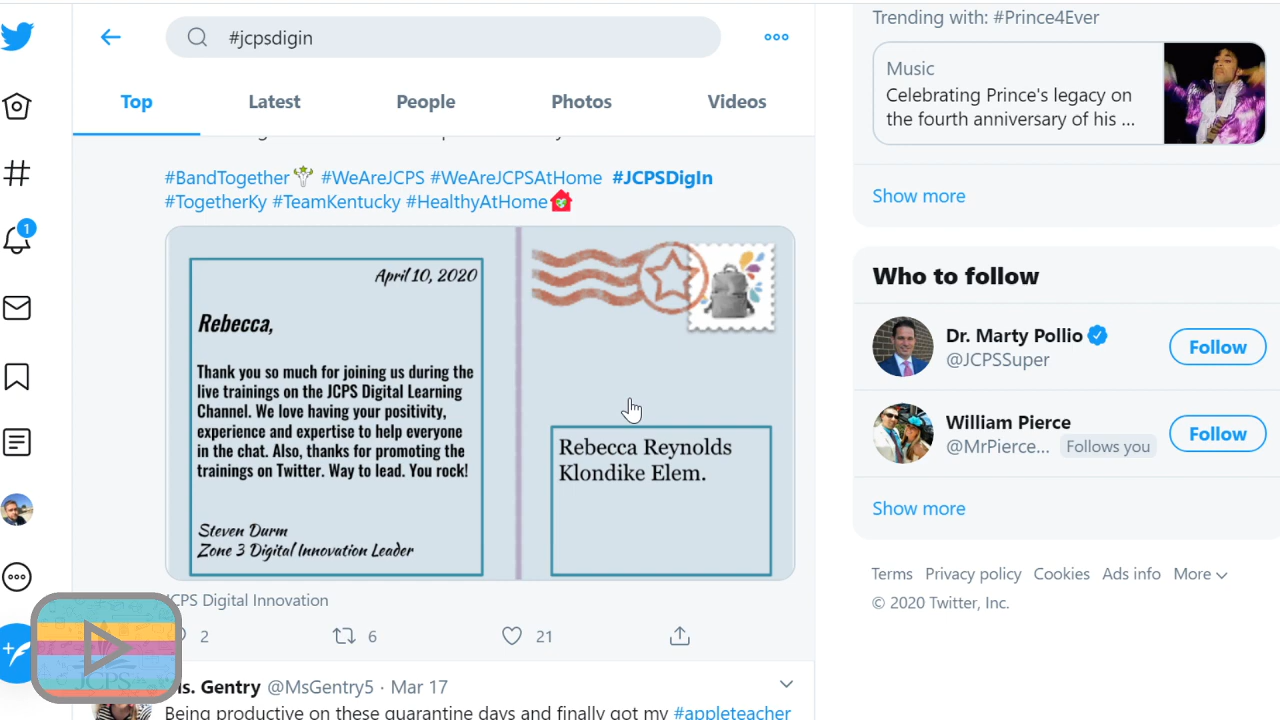 #jcpsdigin
Top
Latest
People
Photos
Videos
#BandTogether #WeAreJCPS #WeAreJCPSAtHome #JCPSDigIn
#TogetherKy #TeamKentucky #HealthyAtHome
April 10, 2020
Rebecca,
Thank you so much for joining us during the
live trainings on the JCPS Digital Learning
Channel. We love having your positivity,
experience and expertise to help everyone
in the chat. Also, thanks for promoting the
trainings on Twitter. Way to lead. You rock!
Steven Durm
Zone 3 Digital Innovation Leader
Rebecca Reynolds
Klondike Elem.
JCPS Digital Innovation
2
6
21
JCPS
Ms. Gentry @MsGentry5 · Mar 17
Being productive on these quarantine days and finally got my #appleteacher
1
Trending with: #Prince4Ever
Music
Celebrating Prince's legacy on
the fourth anniversary of his ...
Show more
Who to follow
Dr. Marty Pollio
@JCPSSuper
Follow
William Pierce
@MrPierce... Follows you
Follow
Show more
Terms Privacy policy Cookies Ads info More
© 2020 Twitter, Inc.